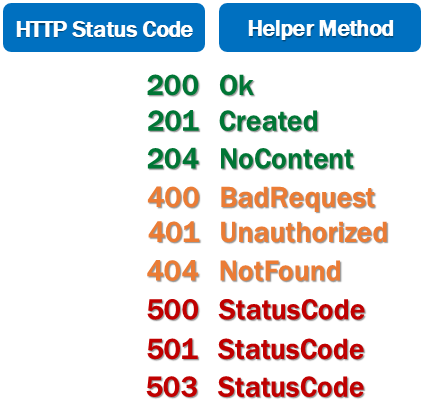 HTTP Status Code Helper Method
200 Ok
201 Created
204 NoContent
400 BadRequest
401 Unauthorized
404 NotFound
500 StatusCode
501 StatusCode
503 StatusCode